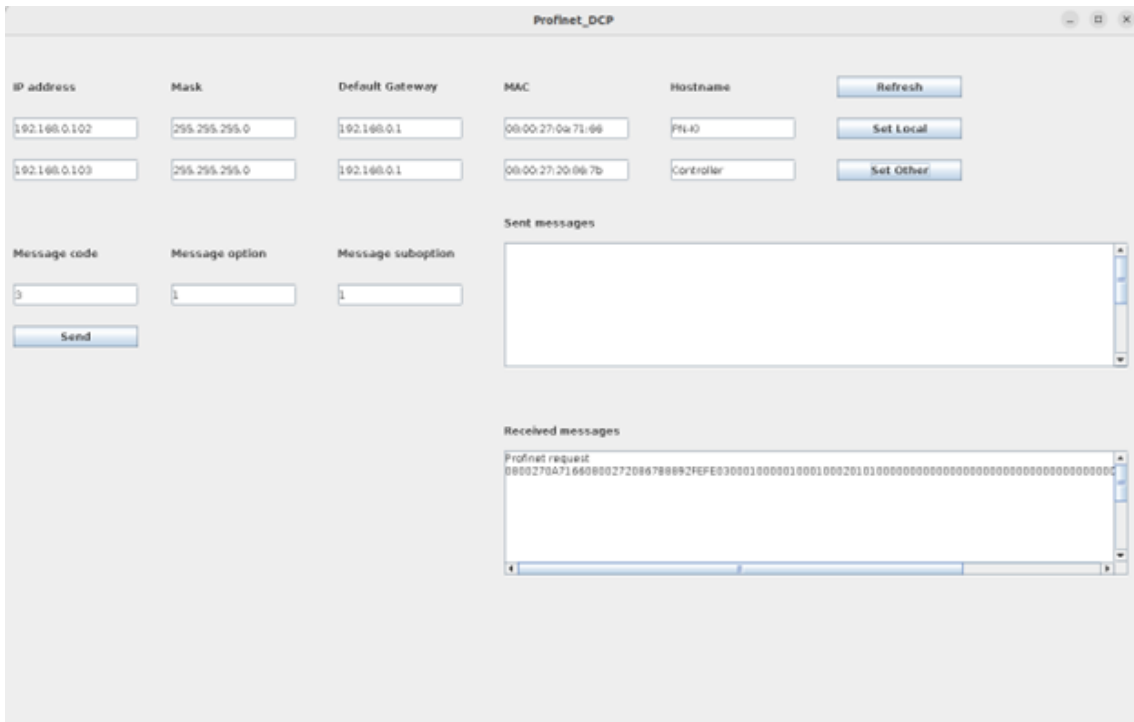 Profinet_DCP
IP address Mask Default Gateway MAC Hostname Refresh
192.168.0.102 255.255.255.0 192.168.0.1 08:00:27:0a:71:66 PN-IO Set Local
192.168.0.103 255.255.255.0 192.168.0.1 08:00:27:20:86:7b Controller Set Other
Sent messages
Message code Message option Message suboption
3 1 1
Send
Received messages
Profinet request